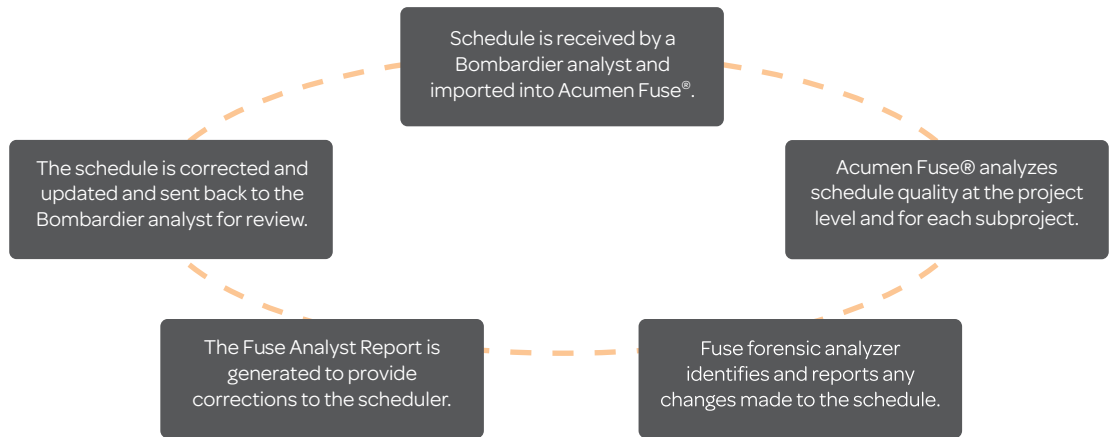 Schedule is received by a
Bombardier analyst and
imported into Acumen Fuse®.
Acumen Fuse® analyzes
schedule quality at the project
level and for each subproject.
Fuse forensic analyzer
identifies and reports any
changes made to the schedule.
The Fuse Analyst Report is
generated to provide
corrections to the scheduler.
The schedule is corrected and
updated and sent back to the
Bombardier analyst for review.